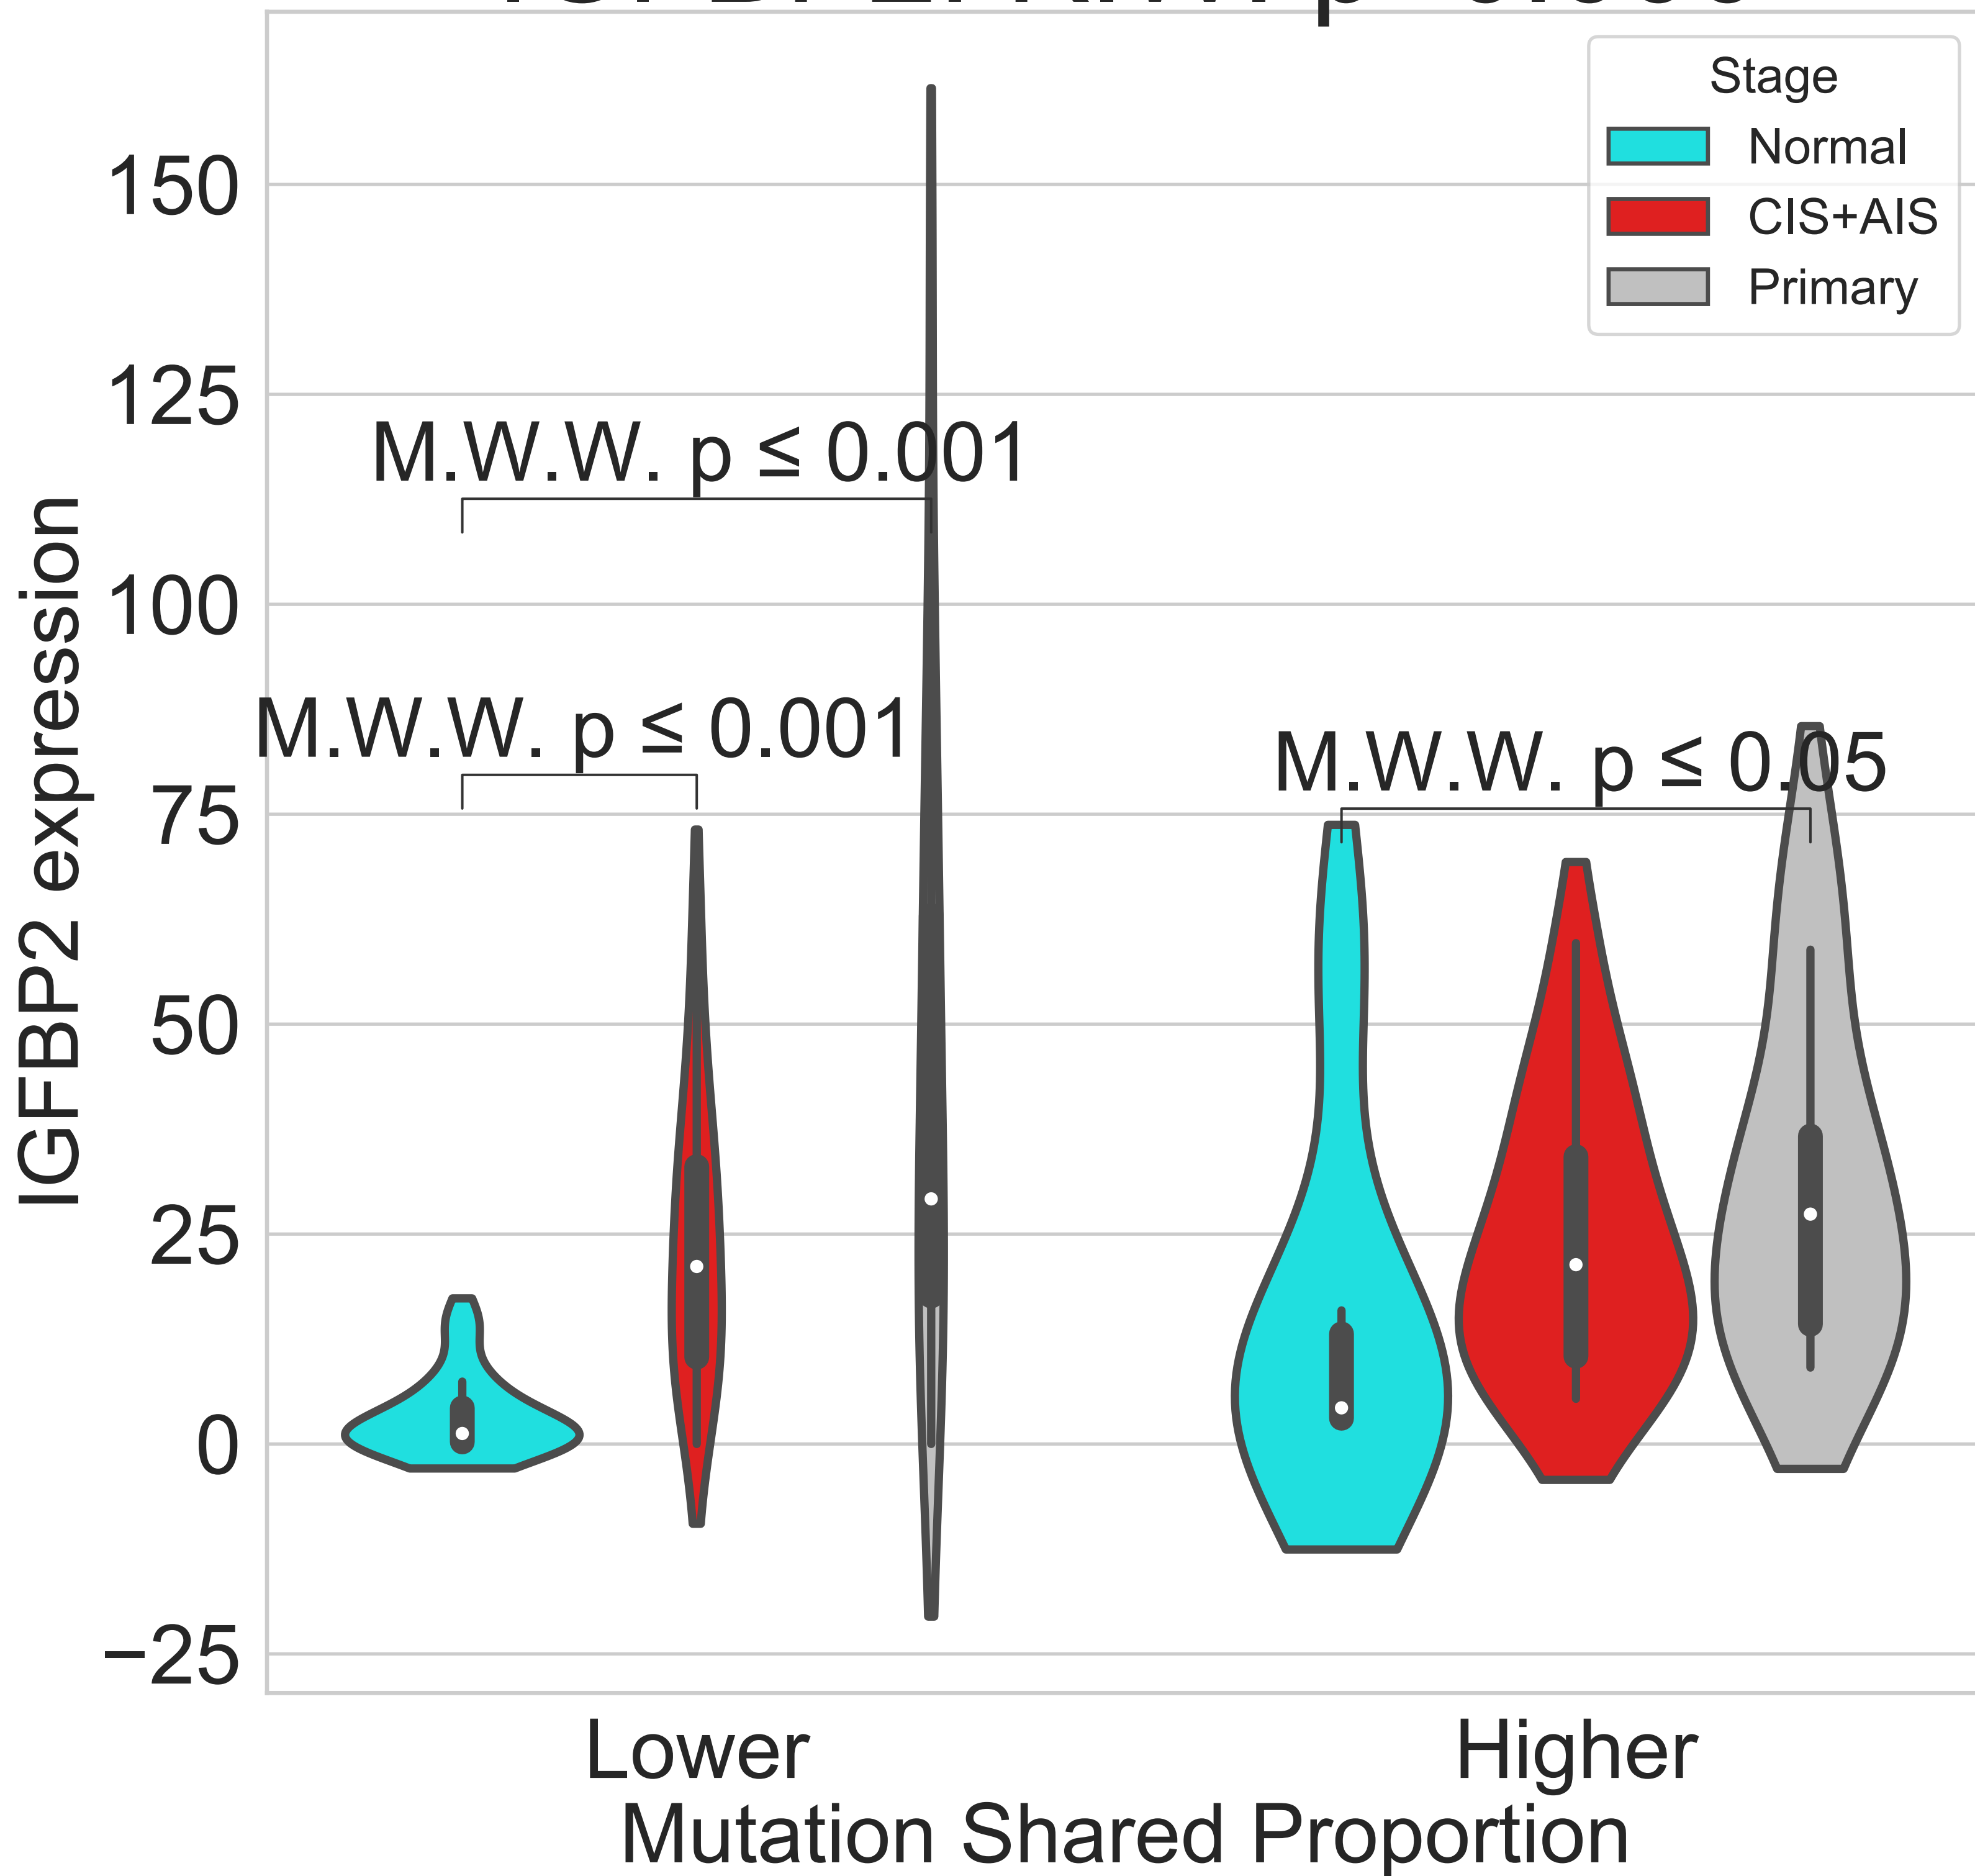 Stage
Normal
CIS+AIS
Primary
150
125
100
75
50
25
0
−25
IGFBP2 expression
M.W.W. p ≤ 0.001
M.W.W. p ≤ 0.001
M.W.W. p ≤ 0.05
Lower
Higher
Mutation Shared Proportion